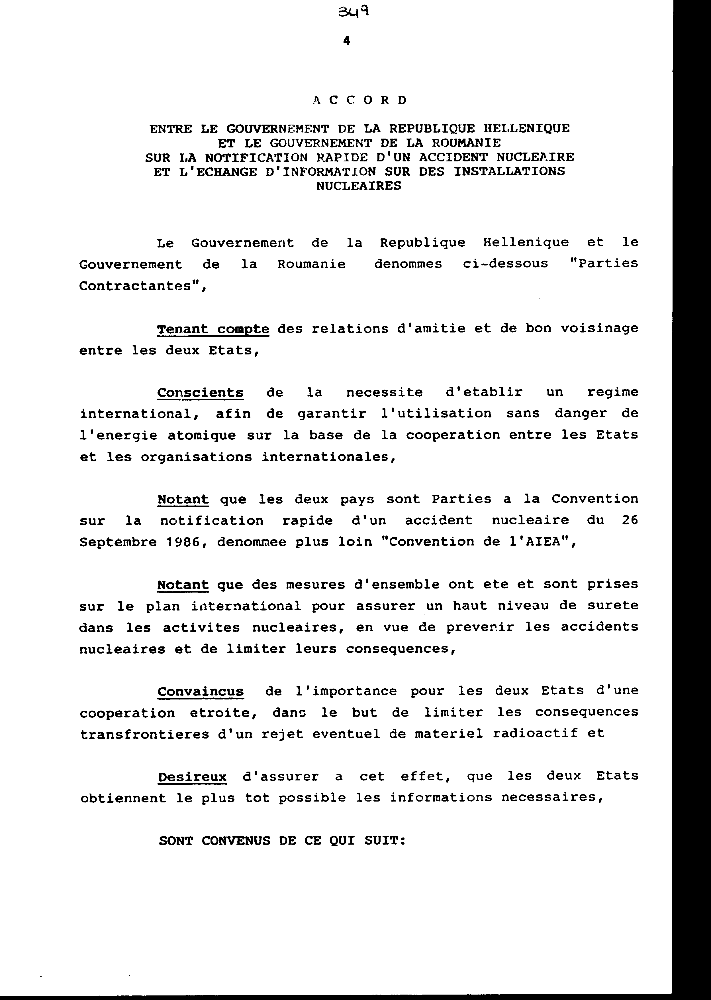 349
4
A C C O R D
ENTRE LE GOUVERNEMENT DE LA REPUBLIQUE HELLENIQUE
ET LE GOUVERNEMENT DE LA ROUMANIE
SUR LA NOTIFICATION RAPIDE D'UN ACCIDENT NUCLEAIRE
ET L'ECHANGE D'INFORMATION SUR DES INSTALLATIONS
NUCLEAIRES
Le Gouvernement de la Republique Hellenique et le
Gouvernement de la Roumanie denommes ci-dessous "Parties
Contractantes",
Tenant compte des relations d'amitie et de bon voisinage
entre les deux Etats,
Conscients de la necessite d'etablir un regime
international, afin de garantir l'utilisation sans danger de
l'energie atomique sur la base de la cooperation entre les Etats
et les organisations internationales,
Notant que les deux pays sont Parties a la Convention
sur la notification rapide d'un accident nucleaire du 26
Septembre 1986, denommee plus loin "Convention de l'AIEA",
Notant que des mesures d'ensemble ont ete et sont prises
sur le plan international pour assurer un haut niveau de surete
dans les activites nucleaires, en vue de prevenir les accidents
nucleaires et de limiter leurs consequences,
Convaincus de l'importance pour les deux Etats d'une
cooperation etroite, dans le but de limiter les consequences
transfrontieres d'un rejet eventuel de materiel radioactif et
Desireux d'assurer a cet effet, que les deux Etats
obtiennent le plus tot possible les informations necessaires,
SONT CONVENUS DE CE QUI SUIT: